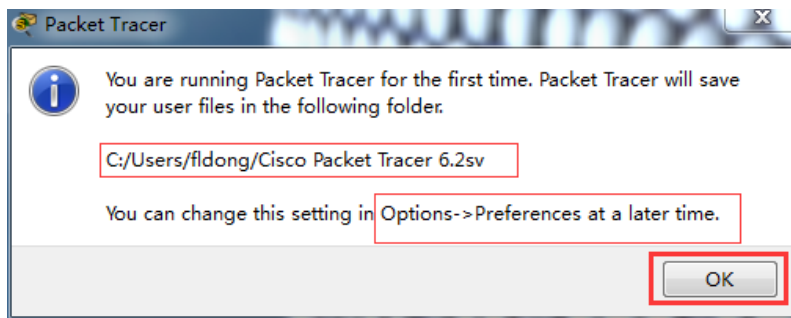 Packet Tracer
You are running Packet Tracer for the first time. Packet Tracer will save
your user files in the following folder.
C:/Users/fldong/Cisco Packet Tracer 6.2sv
You can change this setting in Options->Preferences at a later time.
OK